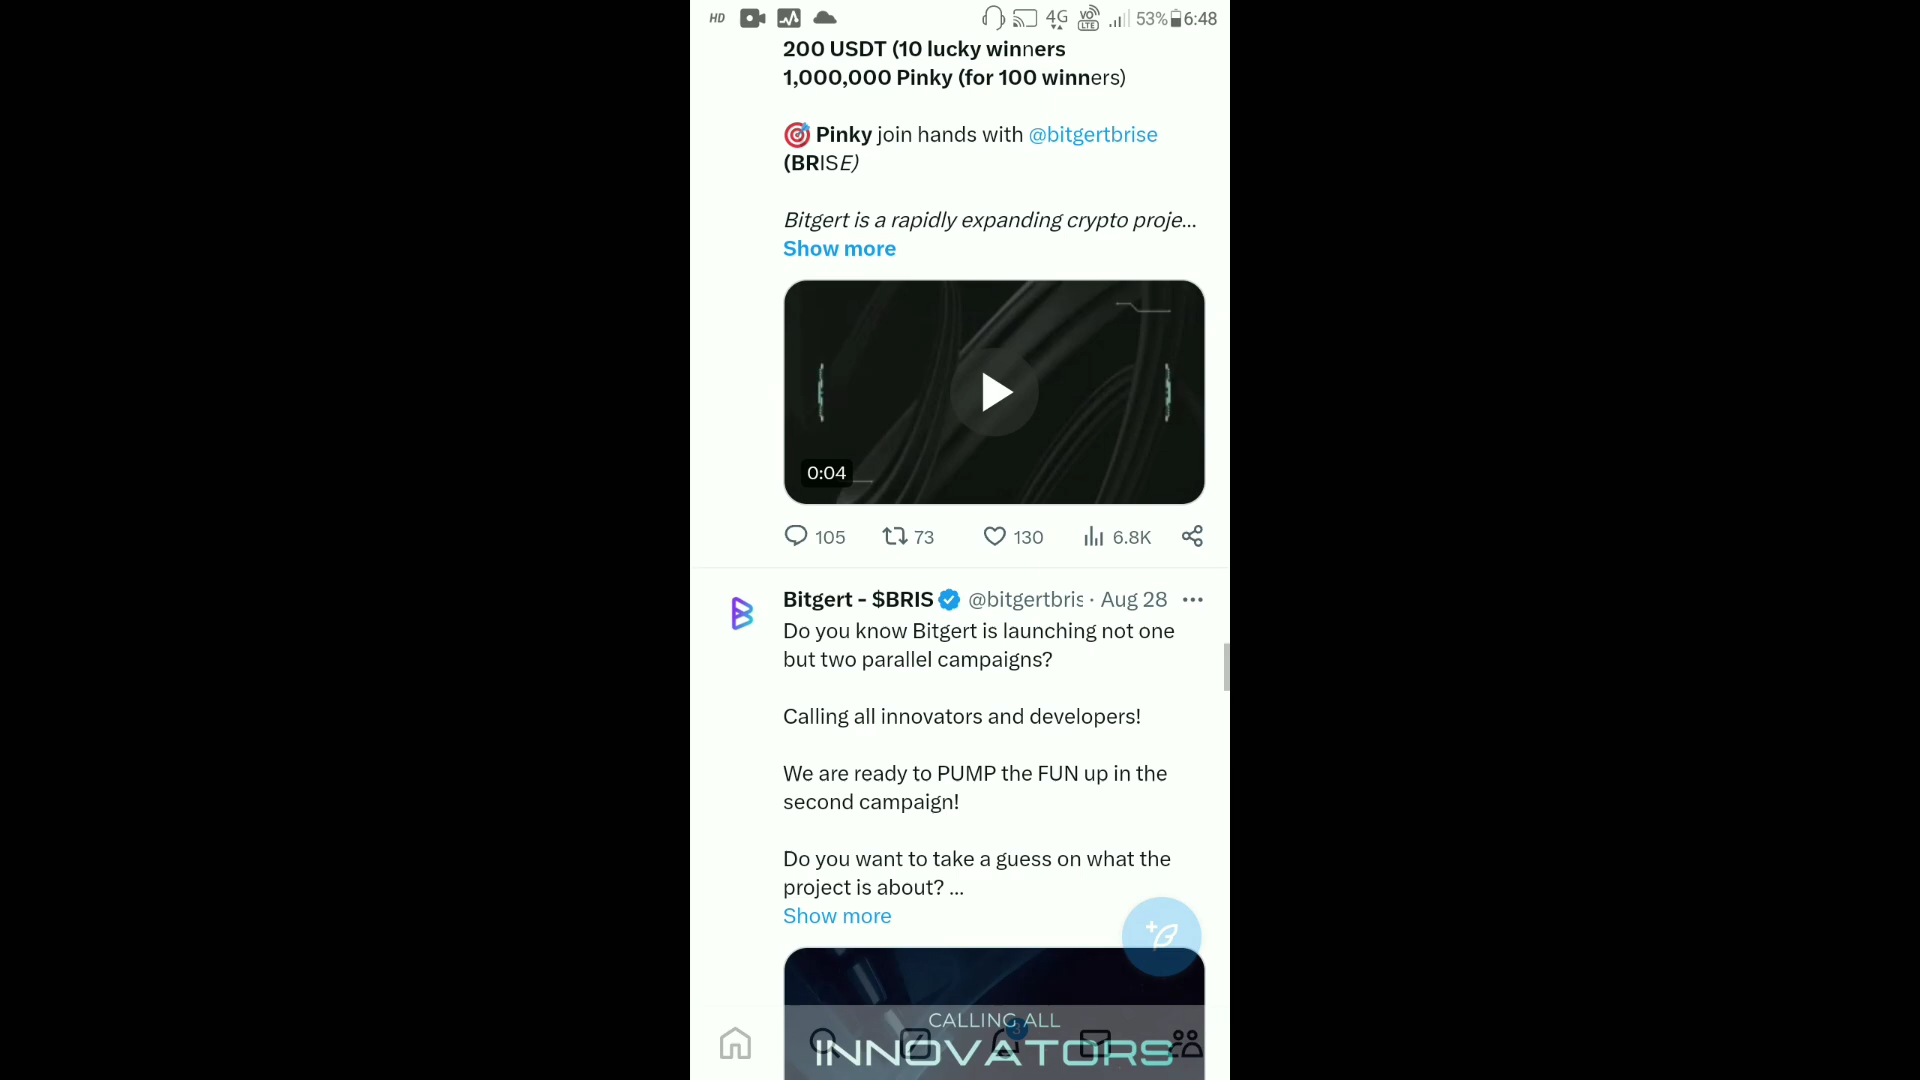 HD 4G VO LTE 53% 6:48
200 USDT (10 lucky winners
1,000,000 Pinky (for 100 winners)
🎯 Pinky join hands with @bitgertbrise
(BRISE)
Bitgert is a rapidly expanding crypto proje...
Show more
0:04
105 73 130 6.8K
Bitgert - $BRIS @bitgertbris · Aug 28
Do you know Bitgert is launching not one
but two parallel campaigns?
Calling all innovators and developers!
We are ready to PUMP the FUN up in the
second campaign!
Do you want to take a guess on what the
project is about? ...
Show more
CALLING ALL
INNOVATORS
3